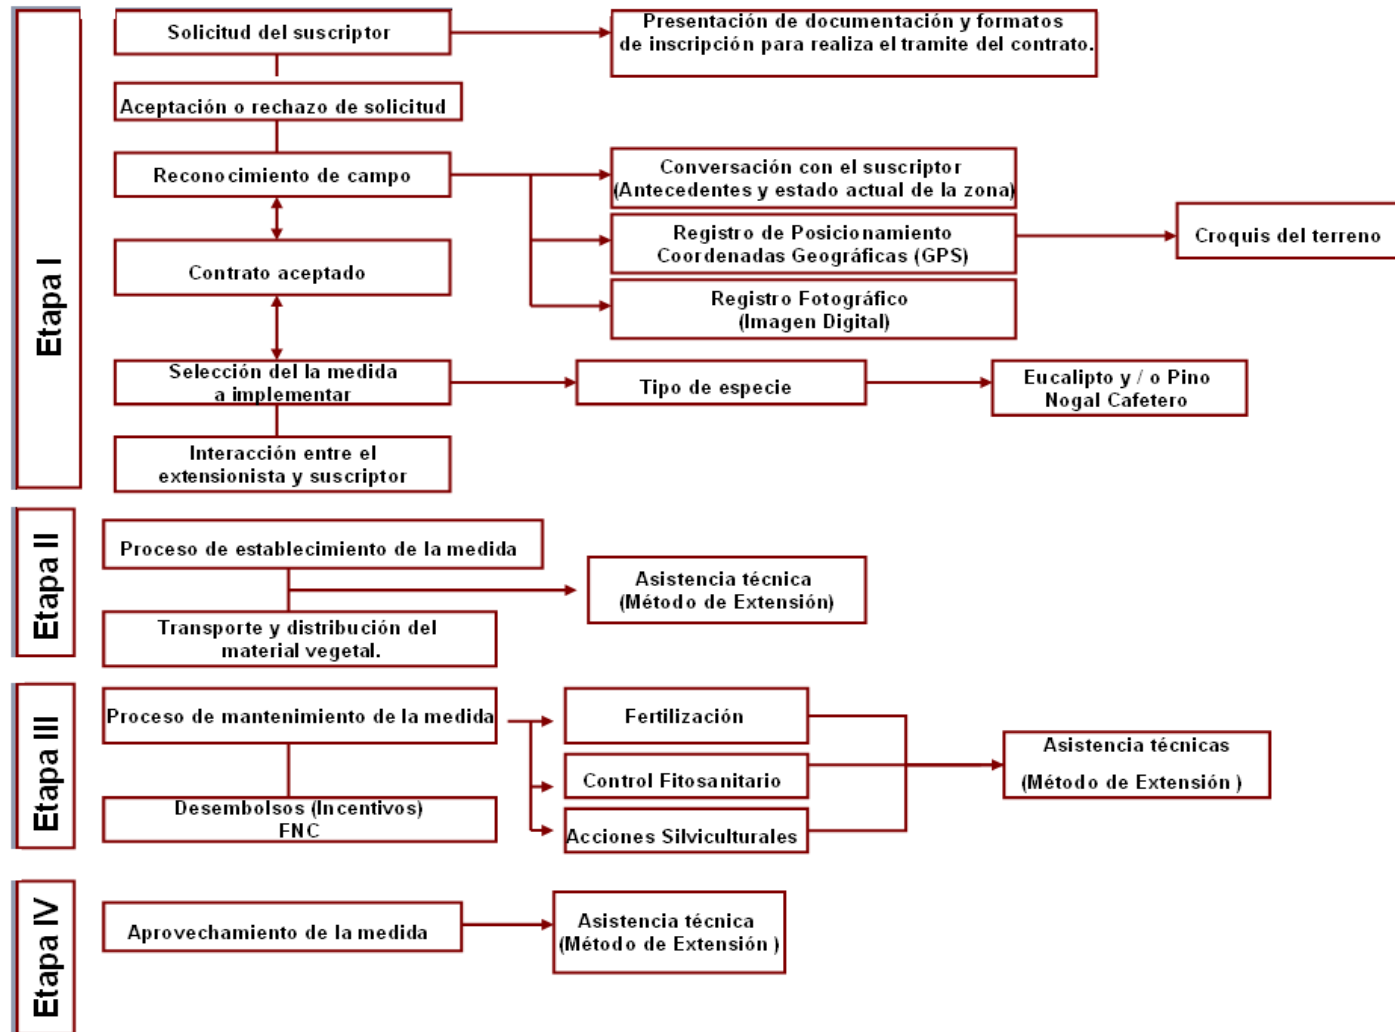 Etapa I
Solicitud del suscriptor
Presentación de documentación y formatos
de inscripción para realiza el tramite del contrato.
Aceptación o rechazo de solicitud
Reconocimiento de campo
Conversación con el suscriptor
(Antecedentes y estado actual de la zona)
Registro de Posicionamiento
Coordenadas Geográficas (GPS)
Croquis del terreno
Registro Fotográfico
(Imagen Digital)
Contrato aceptado
Selección del la medida
a implementar
Tipo de especie
Eucalipto y / o Pino
Nogal Cafetero
Interacción entre el
extensionista y suscriptor
Etapa II
Proceso de establecimiento de la medida
Asistencia técnica
(Método de Extensión)
Transporte y distribución del
material vegetal.
Etapa III
Proceso de mantenimiento de la medida
Fertilización
Control Fitosanitario
Acciones Silviculturales
Asistencia técnicas
(Método de Extensión )
Desembolsos (Incentivos)
FNC
Etapa IV
Aprovechamiento de la medida
Asistencia técnica
(Método de Extensión )